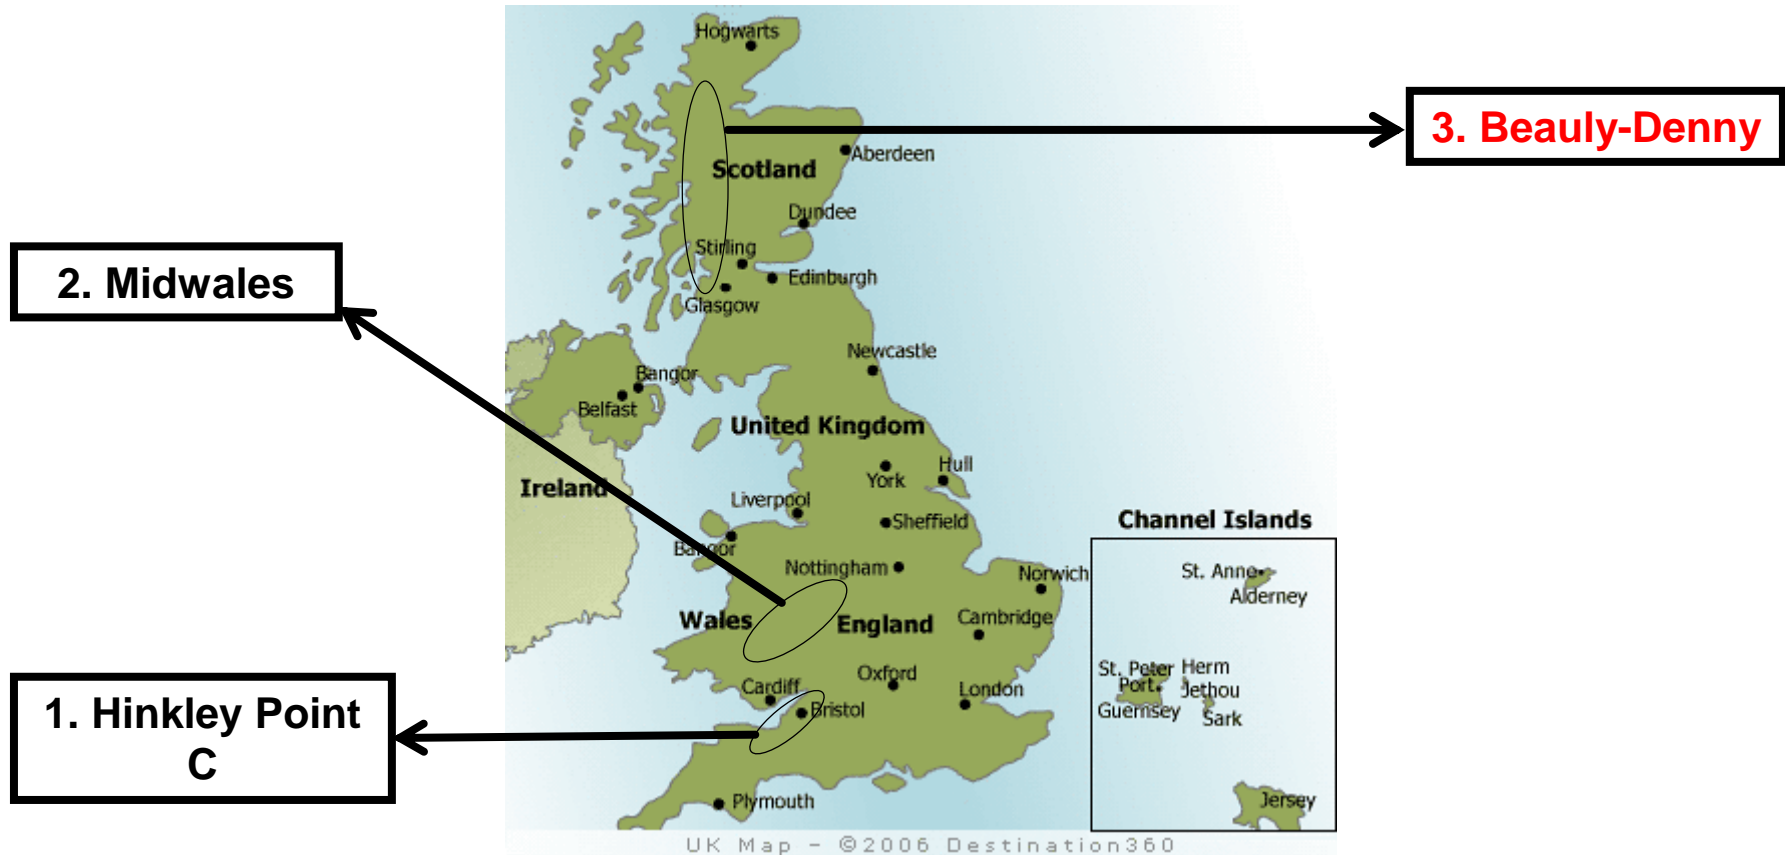 Hogwarts
3. Beauly-Denny
Aberdeen
Scotland
Dundee
Stirling
2. Midwales
Edinburgh
Glasgow
Newcastle
Bangor
Belfast
United Kingdom
Hull
York
Ireland
Liverpool
Sheffield
Channel Islands
Bangor
Nottingham
Norwich
St. Anne
Alderney
Wales
England
Cambridge
Oxford
St. Peter
Port
Herm
Jethou
Cardiff
London
Guernsey
Sark
Bristol
1. Hinkley Point
C
Plymouth
Jersey
UK Map - ©2006 Destination360